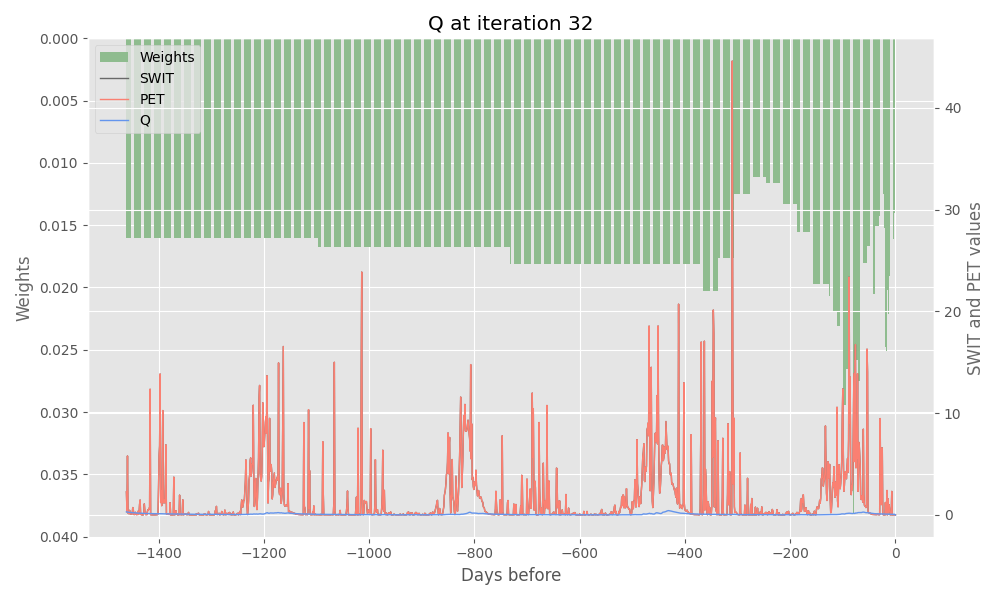 Q at iteration 32
Weights
SWIT
PET
Q
0.000
0.005
0.010
0.015
0.020
0.025
0.030
0.035
0.040
Weights
40
30
20
10
0
SWIT and PET values
−1400
−1200
−1000
−800
−600
−400
−200
0
Days before